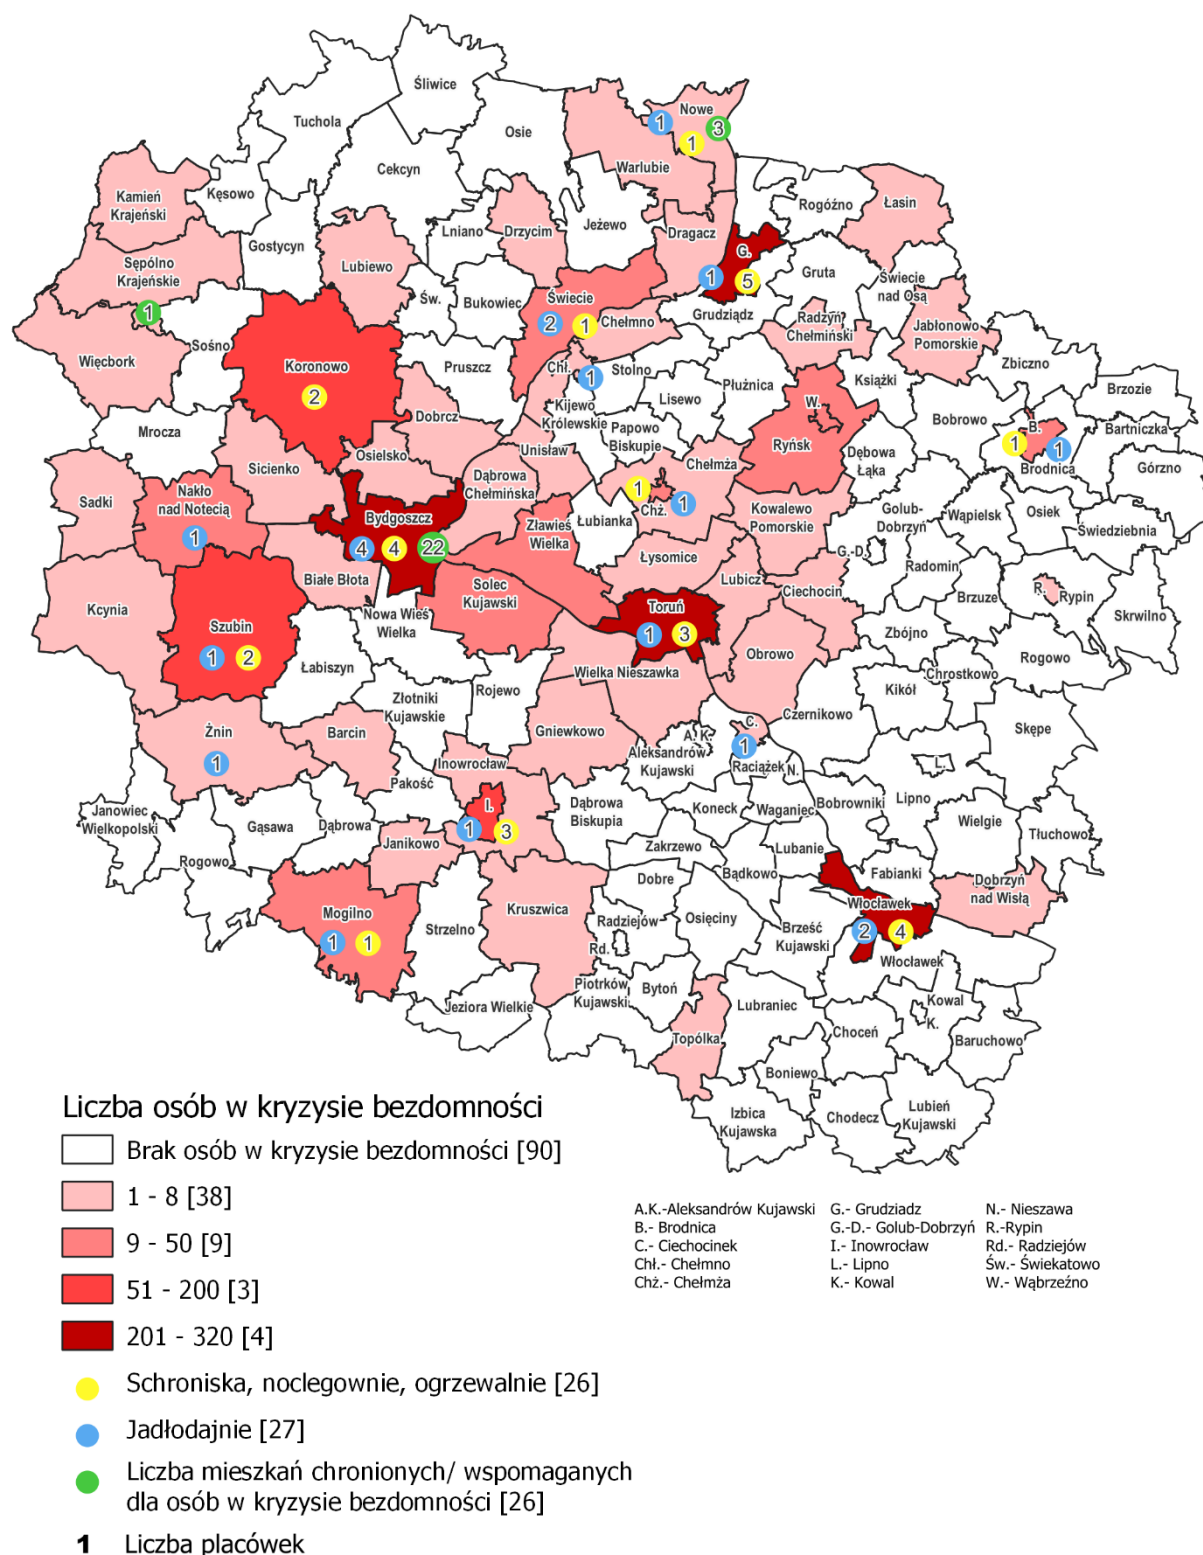 Śliwice
Tuchola
Osie
Nowe
1
3
1
Cekcyn
Warlubie
Kęsowo
Kamień
Krajeński
Rogóźno
Łasin
Gostycyn
Lniano
Drzycim
Jeżewo
Dragacz
Sępólno
Krajeńskie
Lubiewo
G.
1
5
Gruta
Świecie
nad Osą
Św.
Bukowiec
Świecie
2
1
Chełmno
Grudziądz
Radzyń
Chełmiński
Jabłonowo
Pomorskie
1
Więcbork
Sośno
Koronowo
2
Pruszcz
Chł.
1
Stolno
Zbiczno
Płużnica
Książki
Brzozie
Lisewo
Kijewo
Królewskie
Dobrcz
W.
Bobrowo
B.
1
1
Bartniczka
Brodnica
Mrocza
Papowo
Biskupie
Osielsko
Unisław
Ryńsk
Dębowa
Łąka
Górzno
Sicienko
Chełmża
Dąbrowa
Chełmińska
1
Chż.
1
Sadki
Nakło
nad Notecią
1
Kowalewo
Pomorskie
Golub-
Dobrzyń
Wąpielsk
Osiek
Świedziebnia
Bydgoszcz
4
4
22
Zławieś
Wielka
Łubianka
G.-D.
Łysomice
Radomin
Białe Błota
Solec
Kujawski
Lubicz
Ciechocin
Brzuze
R.
Rypin
Skrwilno
Kcynia
Nowa Wieś
Wielka
Toruń
1
3
Szubin
1
2
Zbójno
Obrowo
Rogowo
Łabiszyn
Wielka Nieszawka
Chrostkowo
Rojewo
Kikół
Złotniki
Kujawskie
Czernikowo
Żnin
1
Barcin
Gniewkowo
C.
1
Skępe
A.K.
Aleksandrów
Kujawski
Raciążek
N.
Inowrocław
L.
Pakość
I.
1
3
Lipno
Janowiec
Wielkopolski
Dąbrowa
Biskupia
Koneck
Waganiec
Bobrowniki
Wielgie
Gąsawa
Dąbrowa
Tłuchowo
Janikowo
Zakrzewo
Lubanie
Rogowo
Dobre
Bądkowo
Fabianki
Dobrzyń
nad Wisłą
Mogilno
1
1
Kruszwica
Włocławek
2
4
Strzelno
Radziejów
Osięciny
Brześć
Kujawski
Rd.
Włocławek
Piotrków
Kujawski
Bytoń
Jeziora Wielkie
Lubraniec
Kowal
K.
Choceń
Topólka
Baruchowo
Boniewo
Izbica
Kujawska
Chodecz
Lubień
Kujawski
Liczba osób w kryzysie bezdomności
Brak osób w kryzysie bezdomności [90]
1 - 8 [38]
9 - 50 [9]
51 - 200 [3]
201 - 320 [4]
Schroniska, noclegownie, ogrzewalnie [26]
Jadłodajnie [27]
Liczba mieszkań chronionych/ wspomaganych
dla osób w kryzysie bezdomności [26]
1 Liczba placówek
A.K.-Aleksandrów Kujawski
B.- Brodnica
C.- Ciechocinek
Chł.- Chełmno
Chż.- Chełmża
G.- Grudziadz
G.-D.- Golub-Dobrzyń
I.- Inowrocław
L.- Lipno
K.- Kowal
N.- Nieszawa
R.-Rypin
Rd.- Radziejów
Św.- Świekatowo
W.- Wąbrzeźno